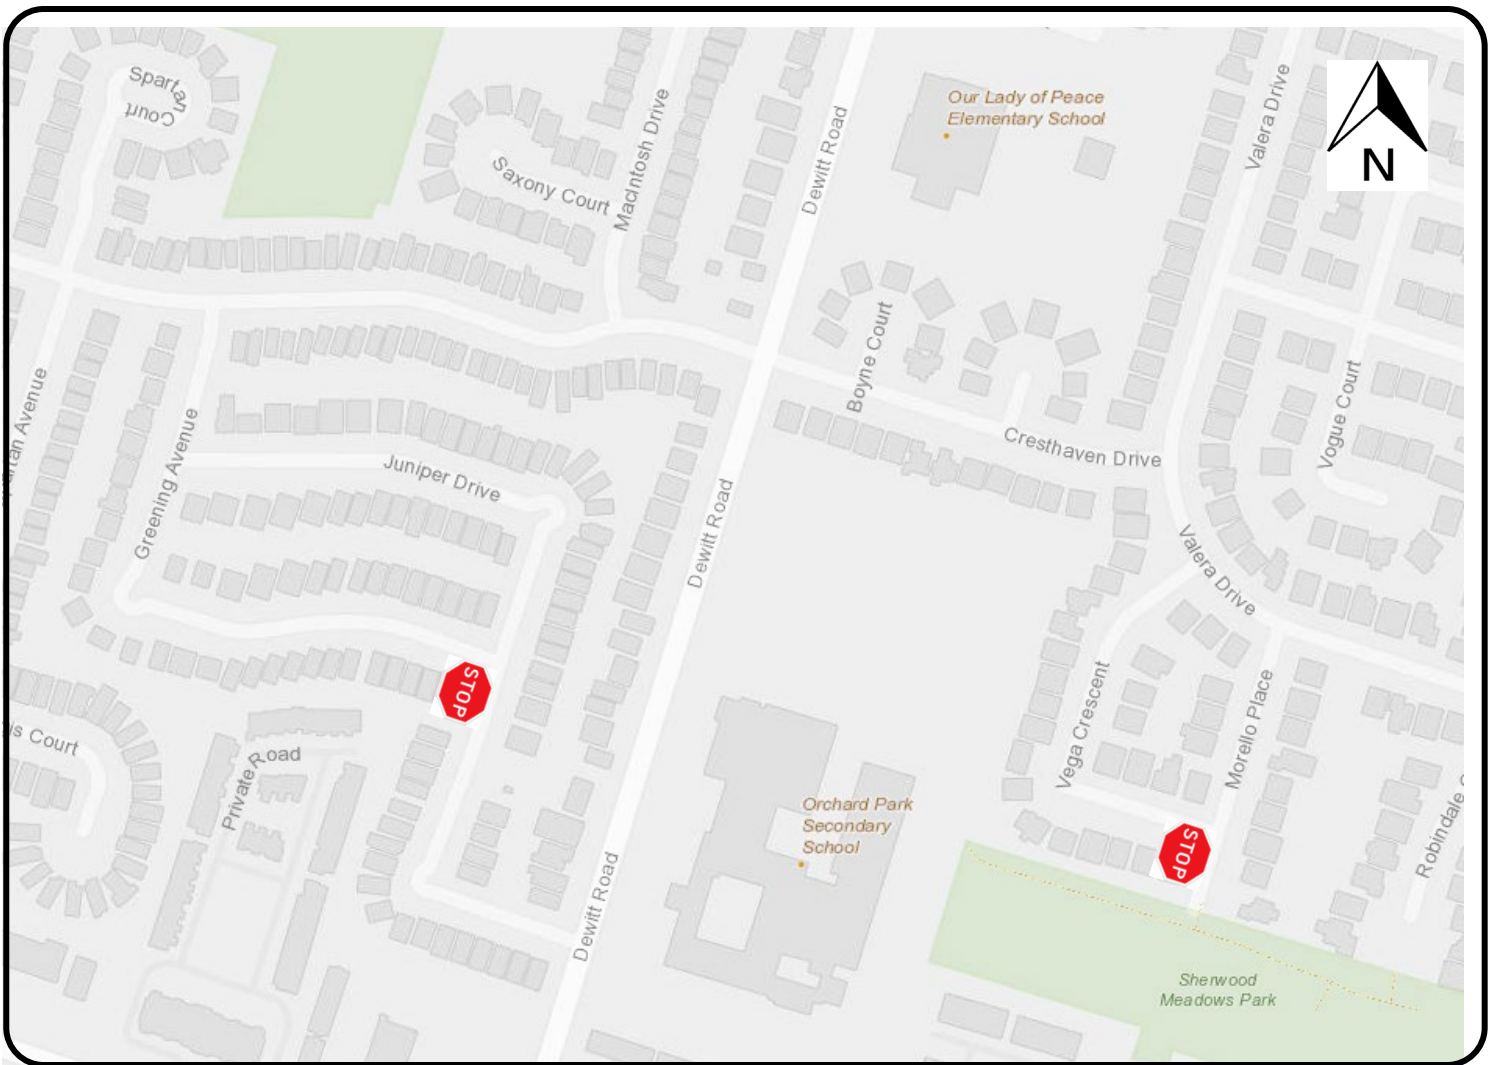 Spartan
Court
Saxony Court
MacIntosh Drive
Dewitt Road
Our Lady of Peace
Elementary School
Valera Drive
N
Boyne Court
Cresthaven Drive
Vogue Court
Greening Avenue
Juniper Drive
Dewitt Road
Valera Drive
Avenue
STOP
Vega Crescent
Morello Place
Court
Private Road
Orchard Park
Secondary
School
STOP
Robindale
Dewitt Road
Sherwood
Meadows Park